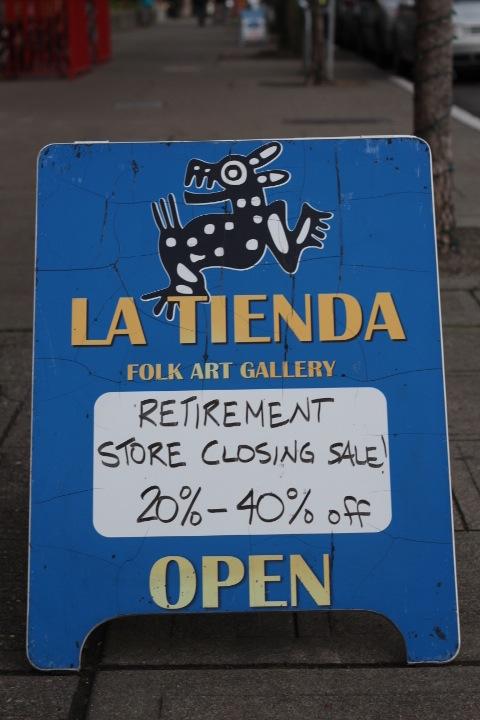 LA TIENDA
FOLK ART GALLERY
RETIREMENT
STORE CLOSING SALE!
20%-40% off
OPEN